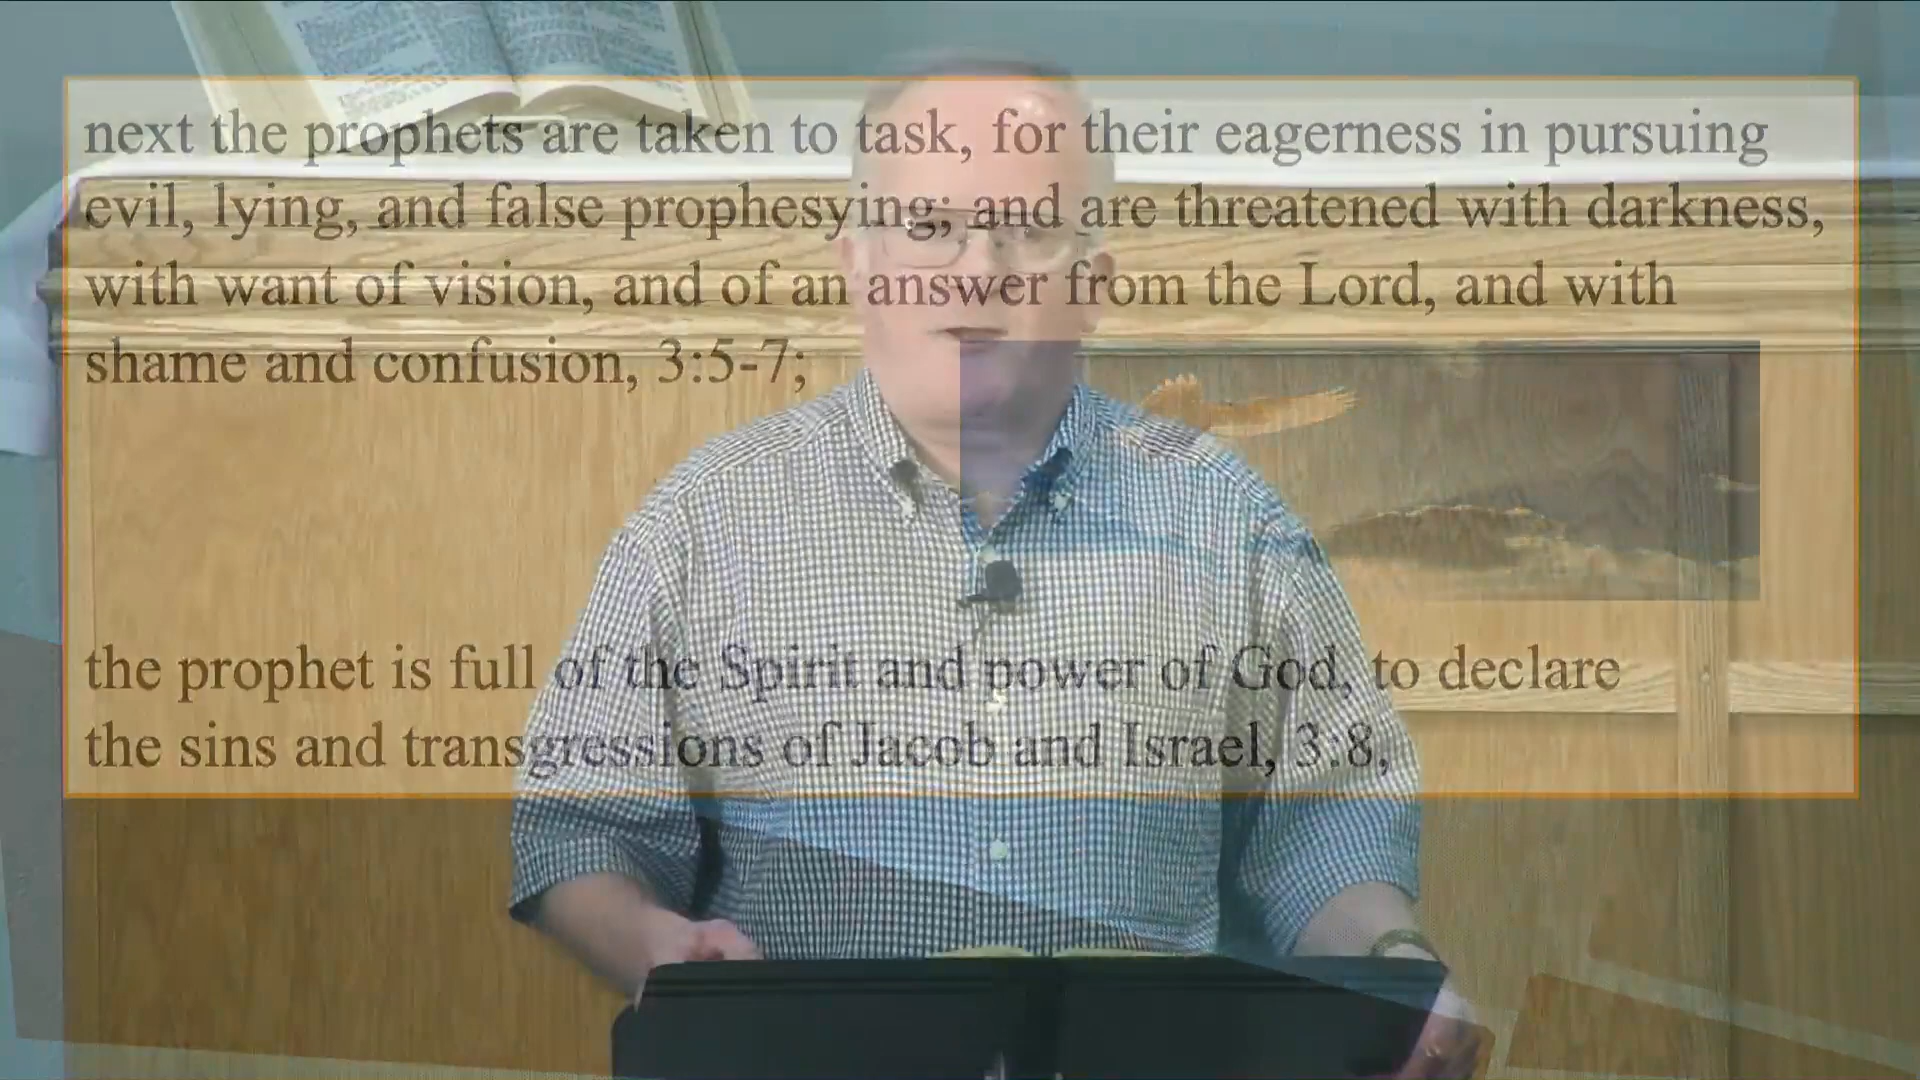 next the prophets are taken to task, for their eagerness in pursuing
evil, lying, and false prophesying; and are threatened with darkness,
with want of vision, and of an answer from the Lord, and with
shame and confusion, 3:5-7;
the prophet is full of the Spirit and power of God, to declare
the sins and transgressions of Jacob and Israel, 3:8,